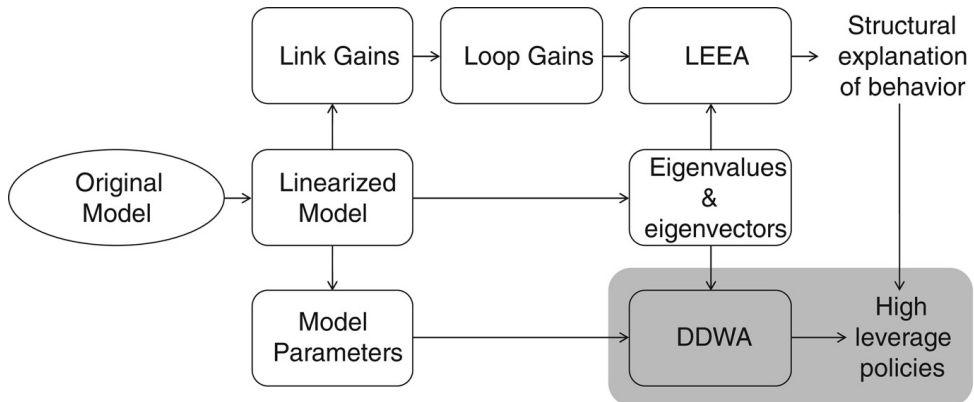 Link Gains
Loop Gains
LEEA
Structural
explanation
of behavior
Original
Model
Linearized
Model
Eigenvalues
&
eigenvectors
Model
Parameters
DDWA
High
leverage
policies